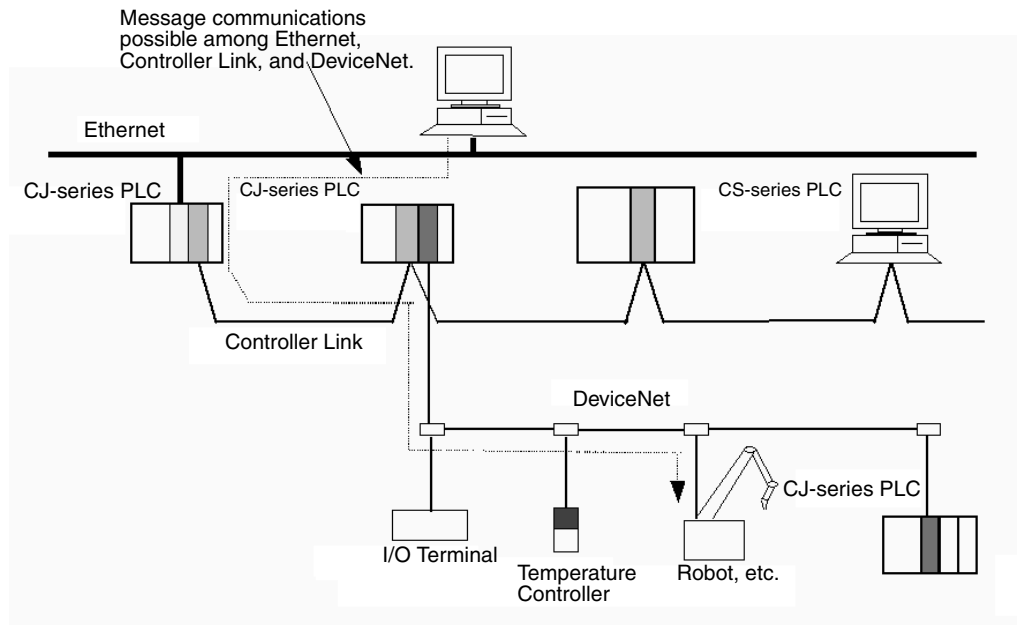 Message communications
possible among Ethernet,
Controller Link, and DeviceNet.
Ethernet
CJ-series PLC
CJ-series PLC
CS-series PLC
Controller Link
DeviceNet
CJ-series PLC
I/O Terminal
Temperature
Controller
Robot, etc.